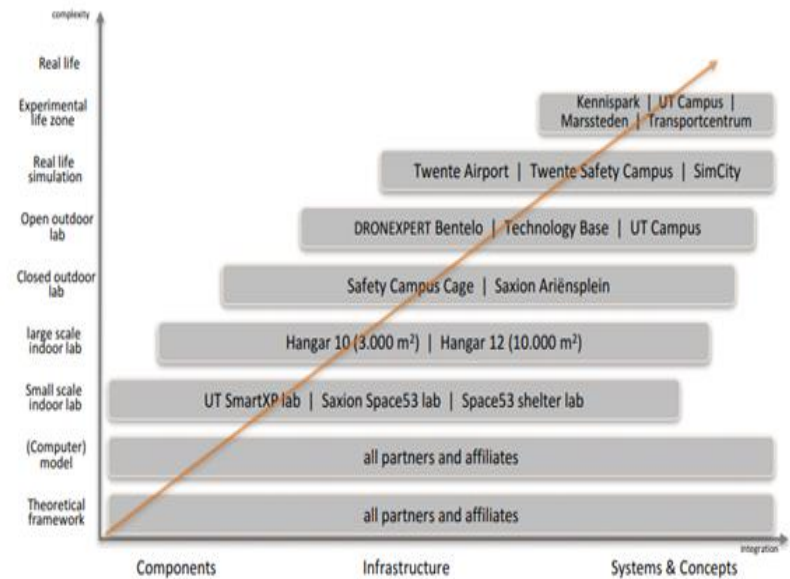 complexity
Real life
Experimental
life zone
Kennispark | UT Campus |
Marssteden | Transportcentrum
Real life
simulation
Twente Airport | Twente Safety Campus | SimCity
Open outdoor
lab
DRONEXPERT Bentelo | Technology Base | UT Campus
Closed outdoor
lab
Safety Campus Cage | Saxion Ariënsplein
large scale
indoor lab
Hangar 10 (3.000 m²) | Hangar 12 (10.000 m²)
Small scale
indoor lab
UT SmartXP lab | Saxion Space53 lab | Space53 shelter lab
(Computer)
model
all partners and affiliates
Theoretical
framework
all partners and affiliates
integration
Components Infrastructure Systems & Concepts